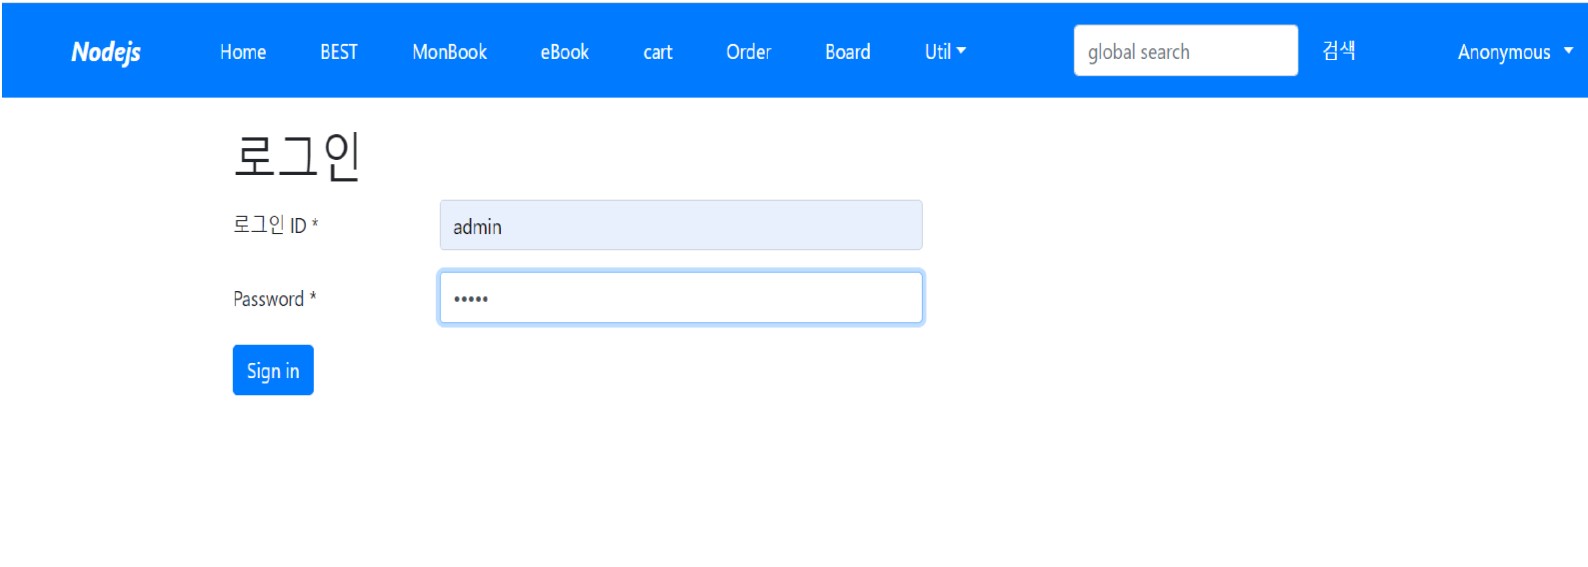 Nodejs Home BEST MonBook eBook cart Order Board Util global search 검색 Anonymous
로그인
로그인 ID * admin
Password * •••••
Sign in